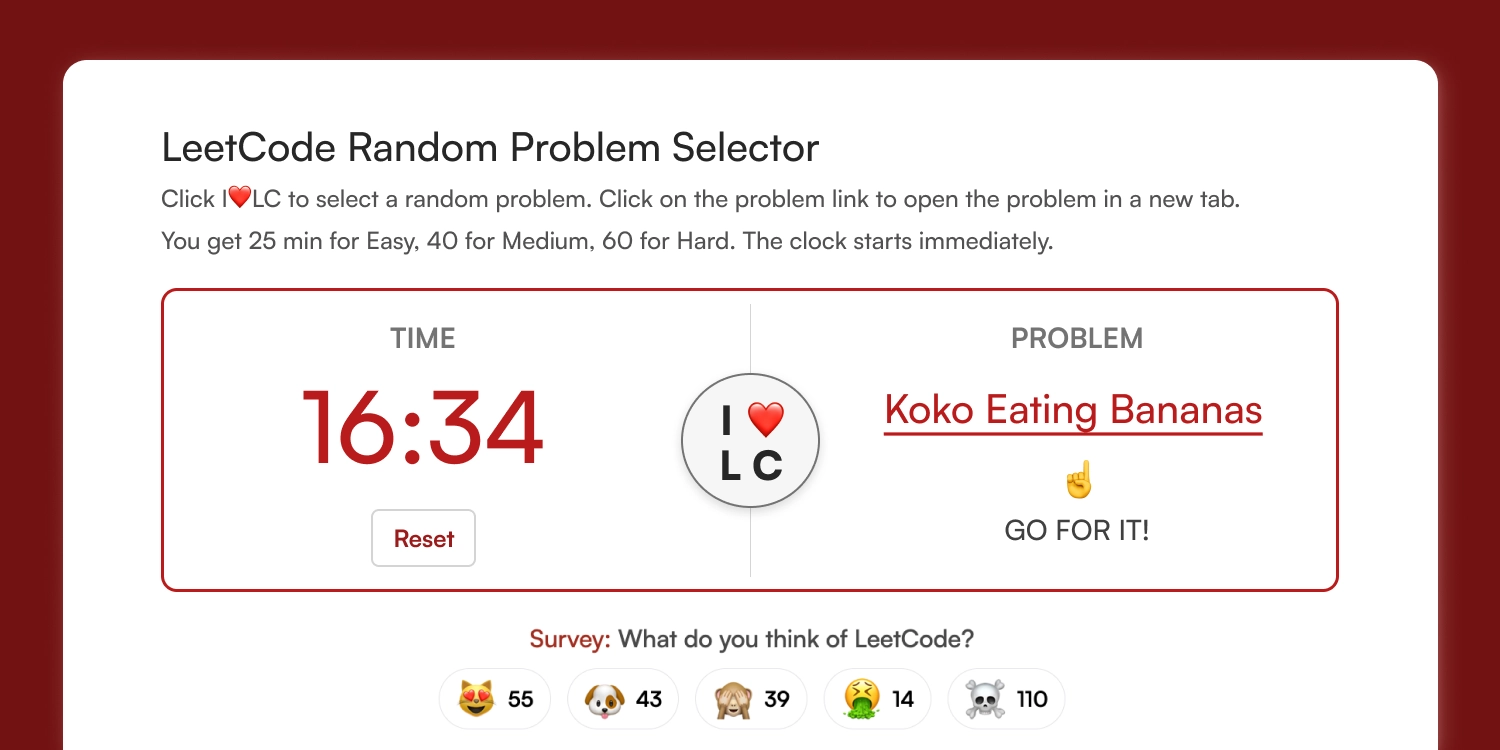 LeetCode Random Problem Selector
Click I❤️LC to select a random problem. Click on the problem link to open the problem in a new tab.
You get 25 min for Easy, 40 for Medium, 60 for Hard. The clock starts immediately.
TIME
16:34
Reset
I ❤️
L C
PROBLEM
Koko Eating Bananas
☝️
GO FOR IT!
Survey: What do you think of LeetCode?
😻 55 🐶 43 🙈 39 🤮 14 ☠️ 110